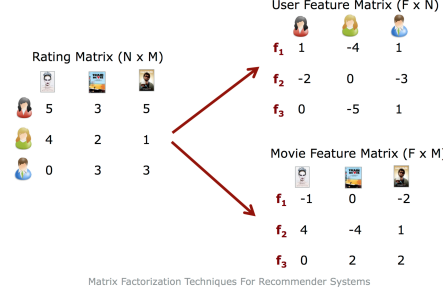 User Feature Matrix (F x N)
f1 1 -4 1
f2 -2 0 -3
f3 0 -5 1
Rating Matrix (N x M)
5 3 5
4 2 1
0 3 3
Movie Feature Matrix (F x M)
f1 -1 0 -2
f2 4 -4 1
f3 0 2 2
Matrix Factorization Techniques For Recommender Systems